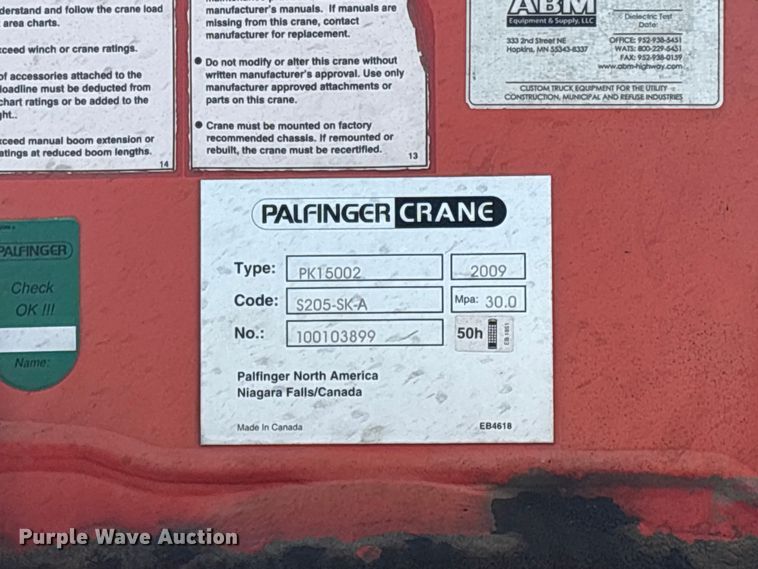 derstand and follow the crane load
area charts.
xceed winch or crane ratings.
of accessories attached to the
loadline must be deducted from
chart ratings or be added to the
ght..
xceed manual boom extension or
atings at reduced boom lengths.
14
manufacturer's manuals. If manuals are
missing from this crane, contact
manufacturer for replacement.
● Do not modify or alter this crane without
written manufacturer's approval. Use only
manufacturer approved attachments or
parts on this crane.
● Crane must be mounted on factory
recommended chassis. If remounted or
rebuilt, the crane must be recertified.
13
ABM
Equipment & Supply, LLC
333 2nd Street NE
Hopkins, MN 55343-8337
Dielectric Test
Date:
OFFICE: 952-938-5451
WATS: 800-229-5451
FAX: 952-938-0159
www.abm-highway.com
CUSTOM TRUCK EQUIPMENT FOR THE UTILITY
CONSTRUCTION, MUNICIPAL AND REFUSE INDUSTRIES
PALFINGER
Check
OK !!!
Name:
PALFINGER CRANE
Type: PK15002 2009
Code: S205-SK-A Mpa: 30.0
No.: 100103899 50h
Palfinger North America
Niagara Falls/Canada
Made In Canada EB4618
Purple Wave Auction